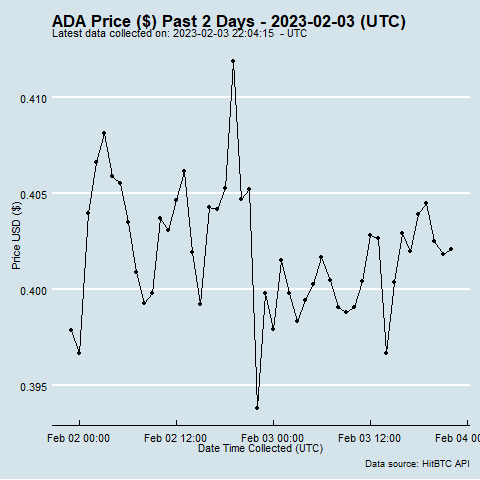 ADA Price ($) Past 2 Days - 2023-02-03 (UTC)
Latest data collected on: 2023-02-03 22:04:15  - UTC
0.410
0.405
0.400
0.395
Price USD ($)
Feb 02 00:00 Feb 02 12:00 Feb 03 00:00 Feb 03 12:00 Feb 04 00
Date Time Collected (UTC)
Data source: HitBTC API